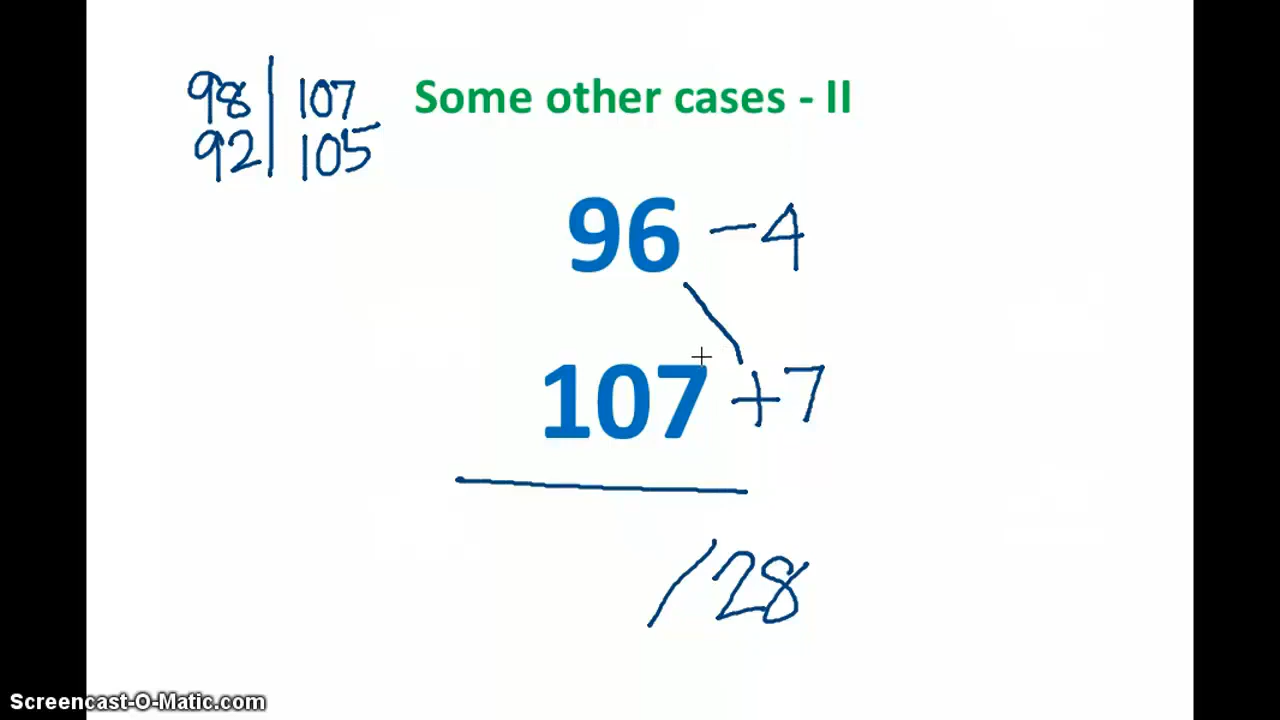 98 | 107
92 | 105
Some other cases - II
96 -4
107 +7
/28
Screencast-O-Matic.com